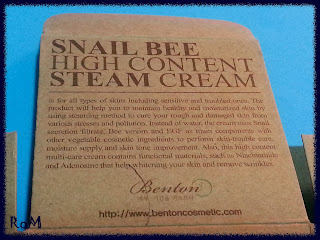 SNAIL BEE
HIGH CONTENT
STEAM CREAM
is for all types of skins including sensitive and troubled ones. The
product will help you to maintain healthy and moisturized skin by
using steaming method to cure your rough and damaged skin from
various stresses and pollution. Instead of water, the cream uses Snail
secretion filtrate, Bee venom and EGF as main components with
other vegetable cosmetic ingredients to perform skin-soothe care,
moisture supply and skin tone improvement. Also, this high content
multi-care cream contains functional materials, such as Niacinamide
and Adenosine that help whitening your skin and remove wrinkles.
Benton
http://www.bentoncosmetic.com
RoM